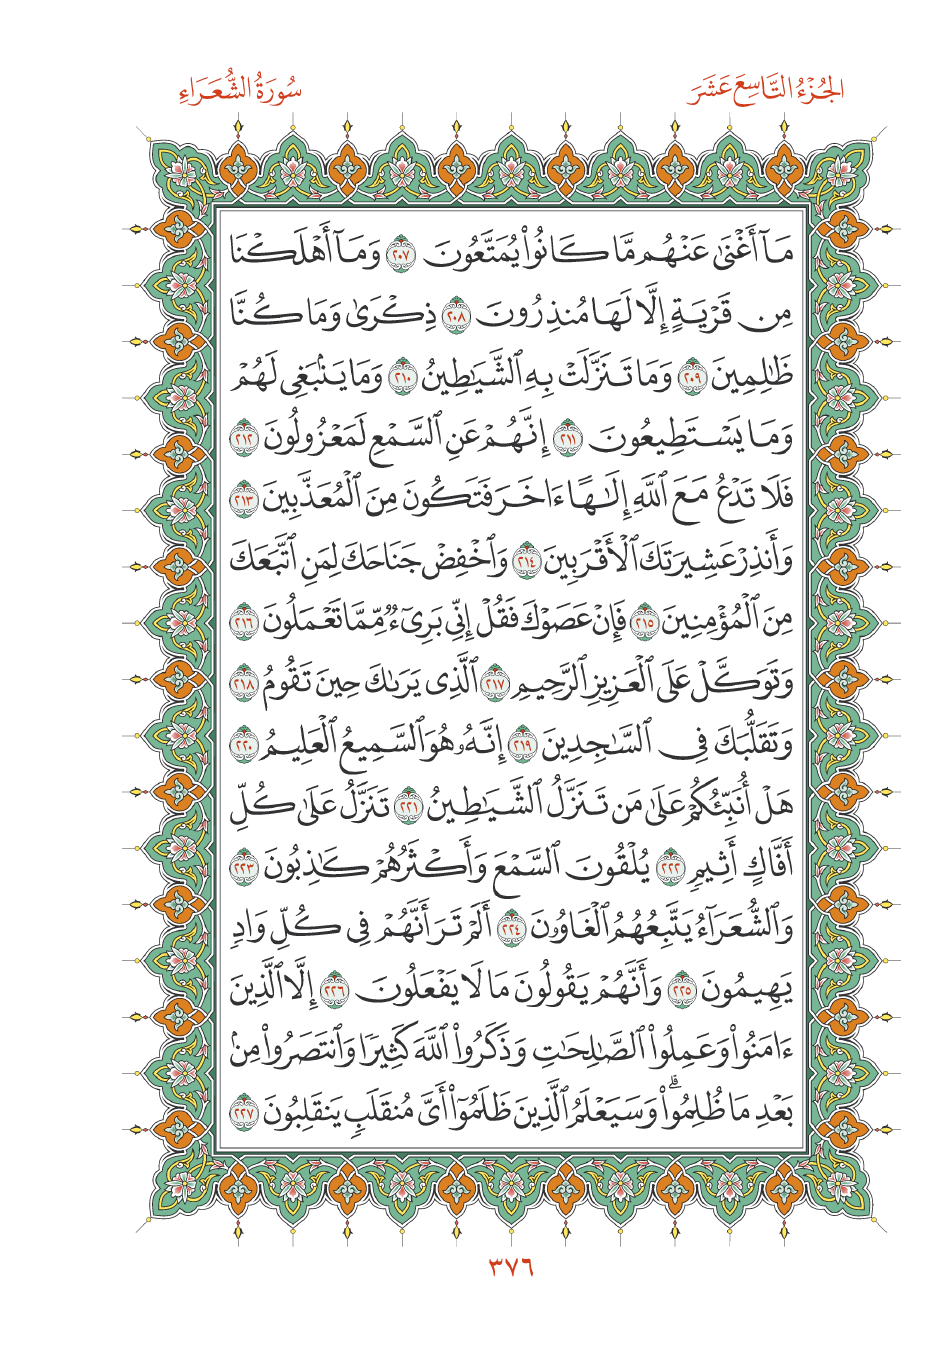 الجُزْءُ التَّاسِعَ عَشَرَ
سُورَةُ الشُّعَرَاءِ
مَآ أَغْنَىٰ عَنْهُم مَّا كَانُوا۟ يُمَتَّعُونَ ٢٠٧ وَمَآ أَهْلَكْنَا
مِن قَرْيَةٍ إِلَّا لَهَا مُنذِرُونَ ٢٠٨ ذِكْرَىٰ وَمَا كُنَّا
ظَٰلِمِينَ ٢٠٩ وَمَا تَنَزَّلَتْ بِهِ ٱلشَّيَٰطِينُ ٢١٠ وَمَا يَنۢبَغِى لَهُمْ
وَمَا يَسْتَطِيعُونَ ٢١١ إِنَّهُمْ عَنِ ٱلسَّمْعِ لَمَعْزُولُونَ ٢١٢
فَلَا تَدْعُ مَعَ ٱللَّهِ إِلَٰهًا ءَاخَرَ فَتَكُونَ مِنَ ٱلْمُعَذَّبِينَ ٢١٣
وَأَنذِرْ عَشِيرَتَكَ ٱلْأَقْرَبِينَ ٢١٤ وَٱخْفِضْ جَنَاحَكَ لِمَنِ ٱتَّبَعَكَ
مِنَ ٱلْمُؤْمِنِينَ ٢١٥ فَإِنْ عَصَوْكَ فَقُلْ إِنِّى بَرِىٓءٌ مِّمَّا تَعْمَلُونَ ٢١٦
وَتَوَكَّلْ عَلَى ٱلْعَزِيزِ ٱلرَّحِيمِ ٢١٧ ٱلَّذِى يَرَىٰكَ حِينَ تَقُومُ ٢١٨
وَتَقَلُّبَكَ فِى ٱلسَّٰجِدِينَ ٢١٩ إِنَّهُۥ هُوَ ٱلسَّمِيعُ ٱلْعَلِيمُ ٢٢٠
هَلْ أُنَبِّئُكُمْ عَلَىٰ مَن تَنَزَّلُ ٱلشَّيَٰطِينُ ٢٢١ تَنَزَّلُ عَلَىٰ كُلِّ
أَفَّاكٍ أَثِيمٍ ٢٢٢ يُلْقُونَ ٱلسَّمْعَ وَأَكْثَرُهُمْ كَٰذِبُونَ ٢٢٣
وَٱلشُّعَرَآءُ يَتَّبِعُهُمُ ٱلْغَاوُۥنَ ٢٢٤ أَلَمْ تَرَ أَنَّهُمْ فِى كُلِّ وَادٍ
يَهِيمُونَ ٢٢٥ وَأَنَّهُمْ يَقُولُونَ مَا لَا يَفْعَلُونَ ٢٢٦ إِلَّا ٱلَّذِينَ
ءَامَنُوا۟ وَعَمِلُوا۟ ٱلصَّٰلِحَٰتِ وَذَكَرُوا۟ ٱللَّهَ كَثِيرًا وَٱنتَصَرُوا۟ مِنۢ
بَعْدِ مَا ظُلِمُوا۟ ۗ وَسَيَعْلَمُ ٱلَّذِينَ ظَلَمُوٓا۟ أَىَّ مُنقَلَبٍ يَنقَلِبُونَ ٢٢٧
٣٧٦